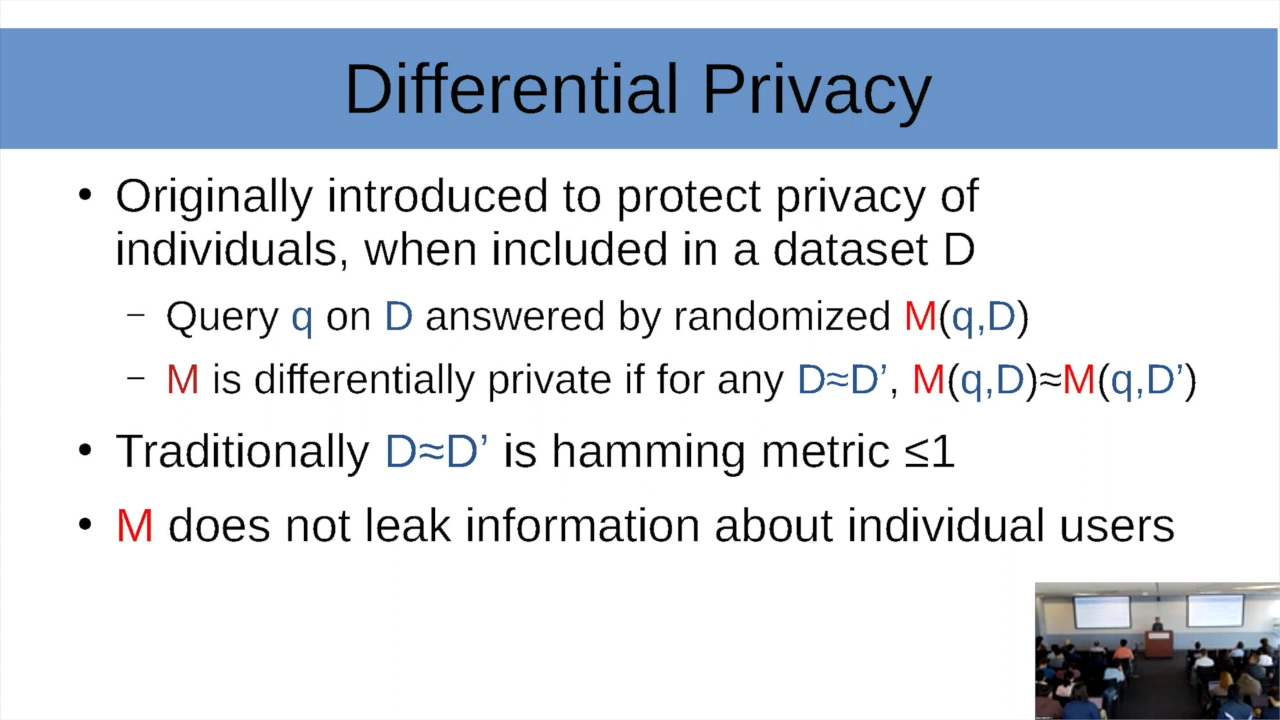 Differential Privacy
• Originally introduced to protect privacy of
individuals, when included in a dataset D
– Query q on D answered by randomized M(q,D)
– M is differentially private if for any D≈D’, M(q,D)≈M(q,D’)
• Traditionally D≈D’ is hamming metric ≤1
• M does not leak information about individual users